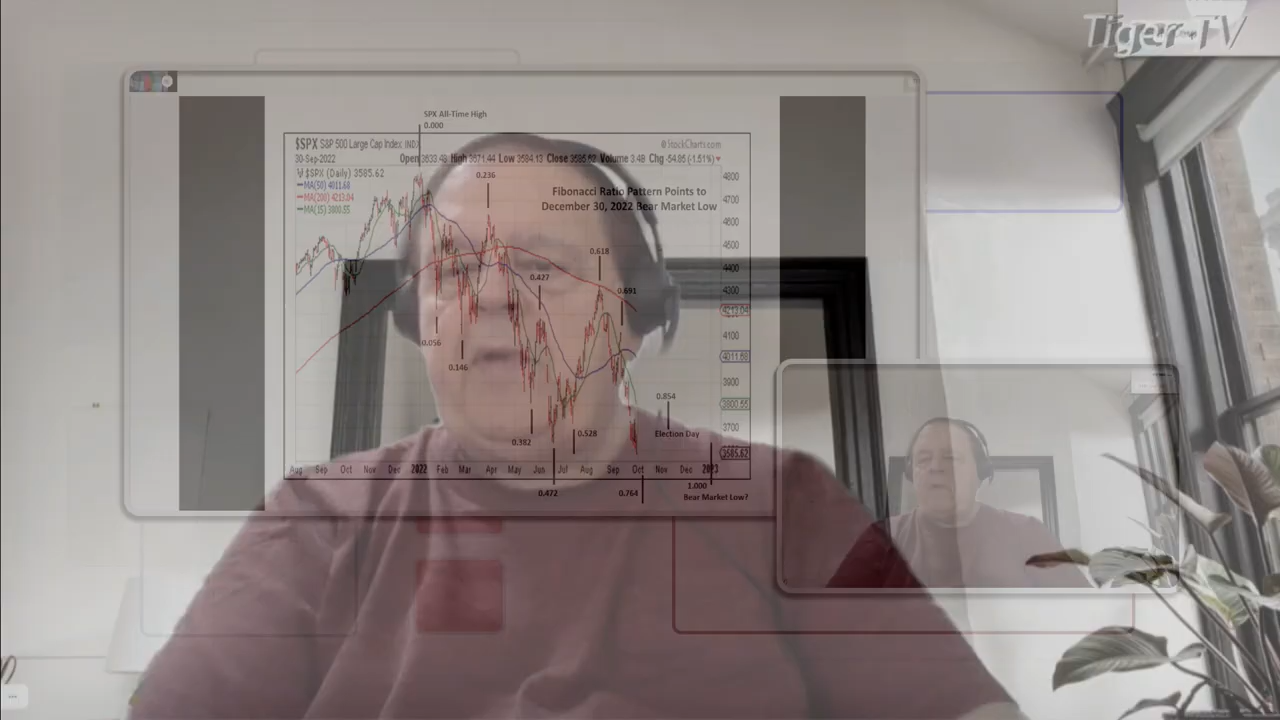 Tiger TV
SPX All-Time High
0.000
$SPX S&P 500 Large Cap Index INDX
© StockCharts.com
30-Sep-2022
Open 3633.48 High 3671.44 Low 3584.13 Close 3585.62 Volume 3.4B Chg -54.85 (-1.51%)
$SPX (Daily) 3585.62
MA(50) 4011.68
MA(200) 4213.04
MA(15) 3800.55
Fibonacci Ratio Pattern Points to
December 30, 2022 Bear Market Low
0.236
0.618
0.427
0.691
0.056
0.146
0.854
Election Day
0.382
0.528
4800
4700
4600
4500
4400
4300
4213.04
4100
4011.68
3900
3800.55
3700
3585.62
Aug Sep Oct Nov Dec 2022 Feb Mar Apr May Jun Jul Aug Sep Oct Nov Dec 2023
0.472
0.764
1.000
Bear Market Low?